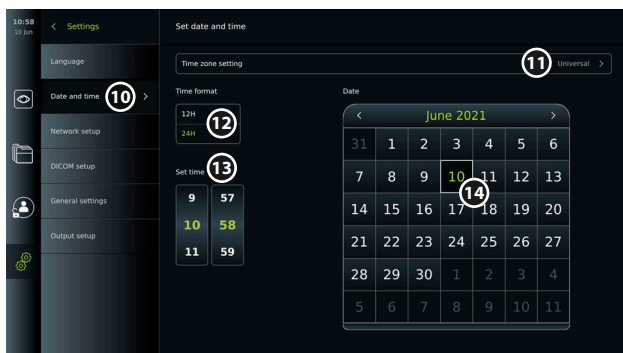 10:58
10 Jun
Settings
Set date and time
Language
Date and time 10
Network setup
DICOM setup
General settings
Output setup
Time zone setting 11 Universal
Time format
12H
24H
12
Set time 13
9 57
10 58
11 59
Date
June 2021
31 1 2 3 4 5 6
7 8 9 10 11 12 13
14
14 15 16 17 18 19 20
21 22 23 24 25 26 27
28 29 30 1 2 3 4
5 6 7 8 9 10 11